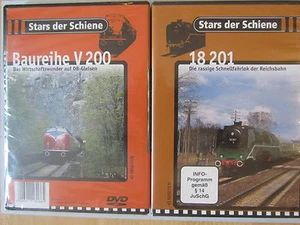 Stars der Schiene
Baureihe V 200
Das Wirtschaftswunder auf DB-Gleisen
DVD
Stars der Schiene
18 201
Die rassige Schnellfahrlok der Reichsbahn
INFO-
Programm
gemäß
§ 14
JuSchG